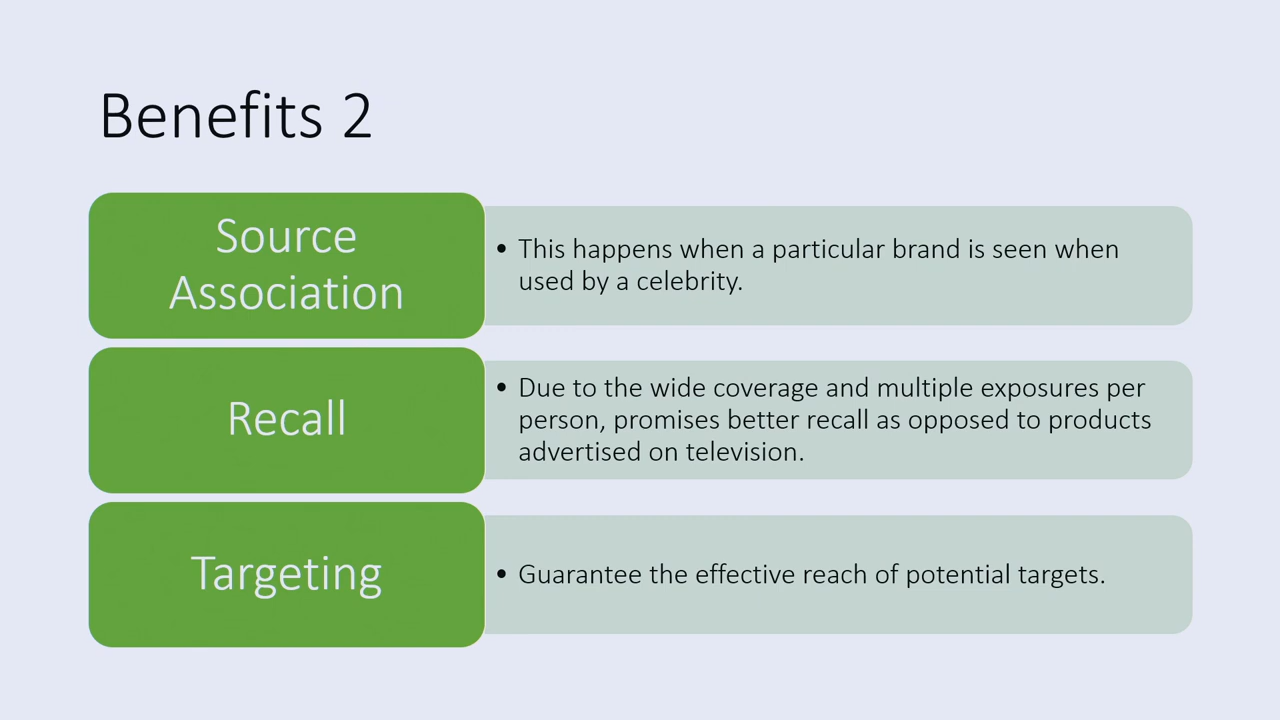 Benefits 2
Source
Association
• This happens when a particular brand is seen when
used by a celebrity.
Recall
• Due to the wide coverage and multiple exposures per
person, promises better recall as opposed to products
advertised on television.
Targeting
• Guarantee the effective reach of potential targets.